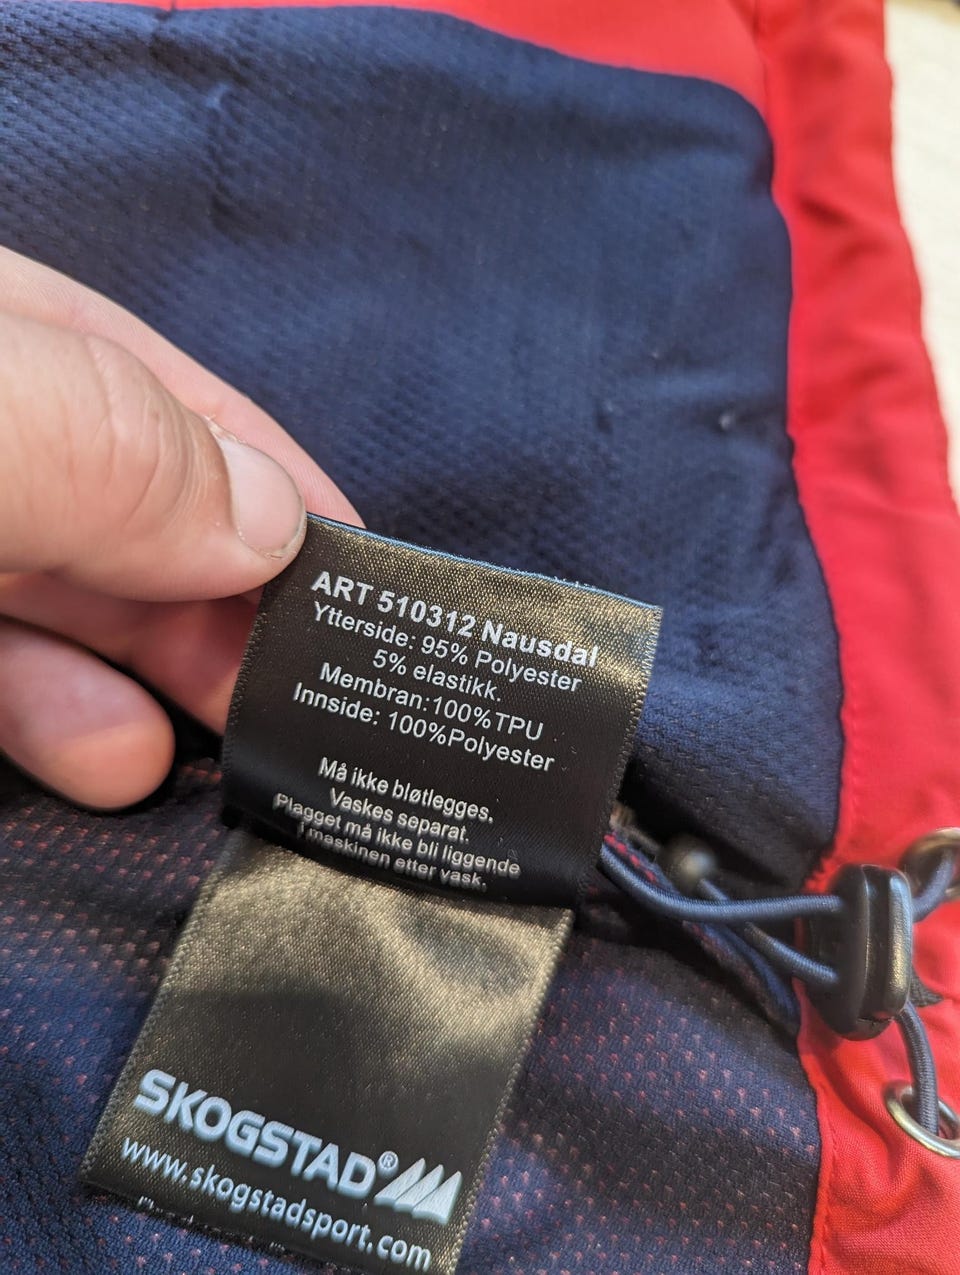 ART 510312 Nausdal
Ytterside: 95% Polyester
5% elastikk.
Membran:100%TPU
Innside: 100%Polyester
Må ikke bløtlegges,
Vaskes separat.
Plagget må ikke bli liggende
I maskinen etter vask.
SKOGSTAD®
www.skogstadsport.com